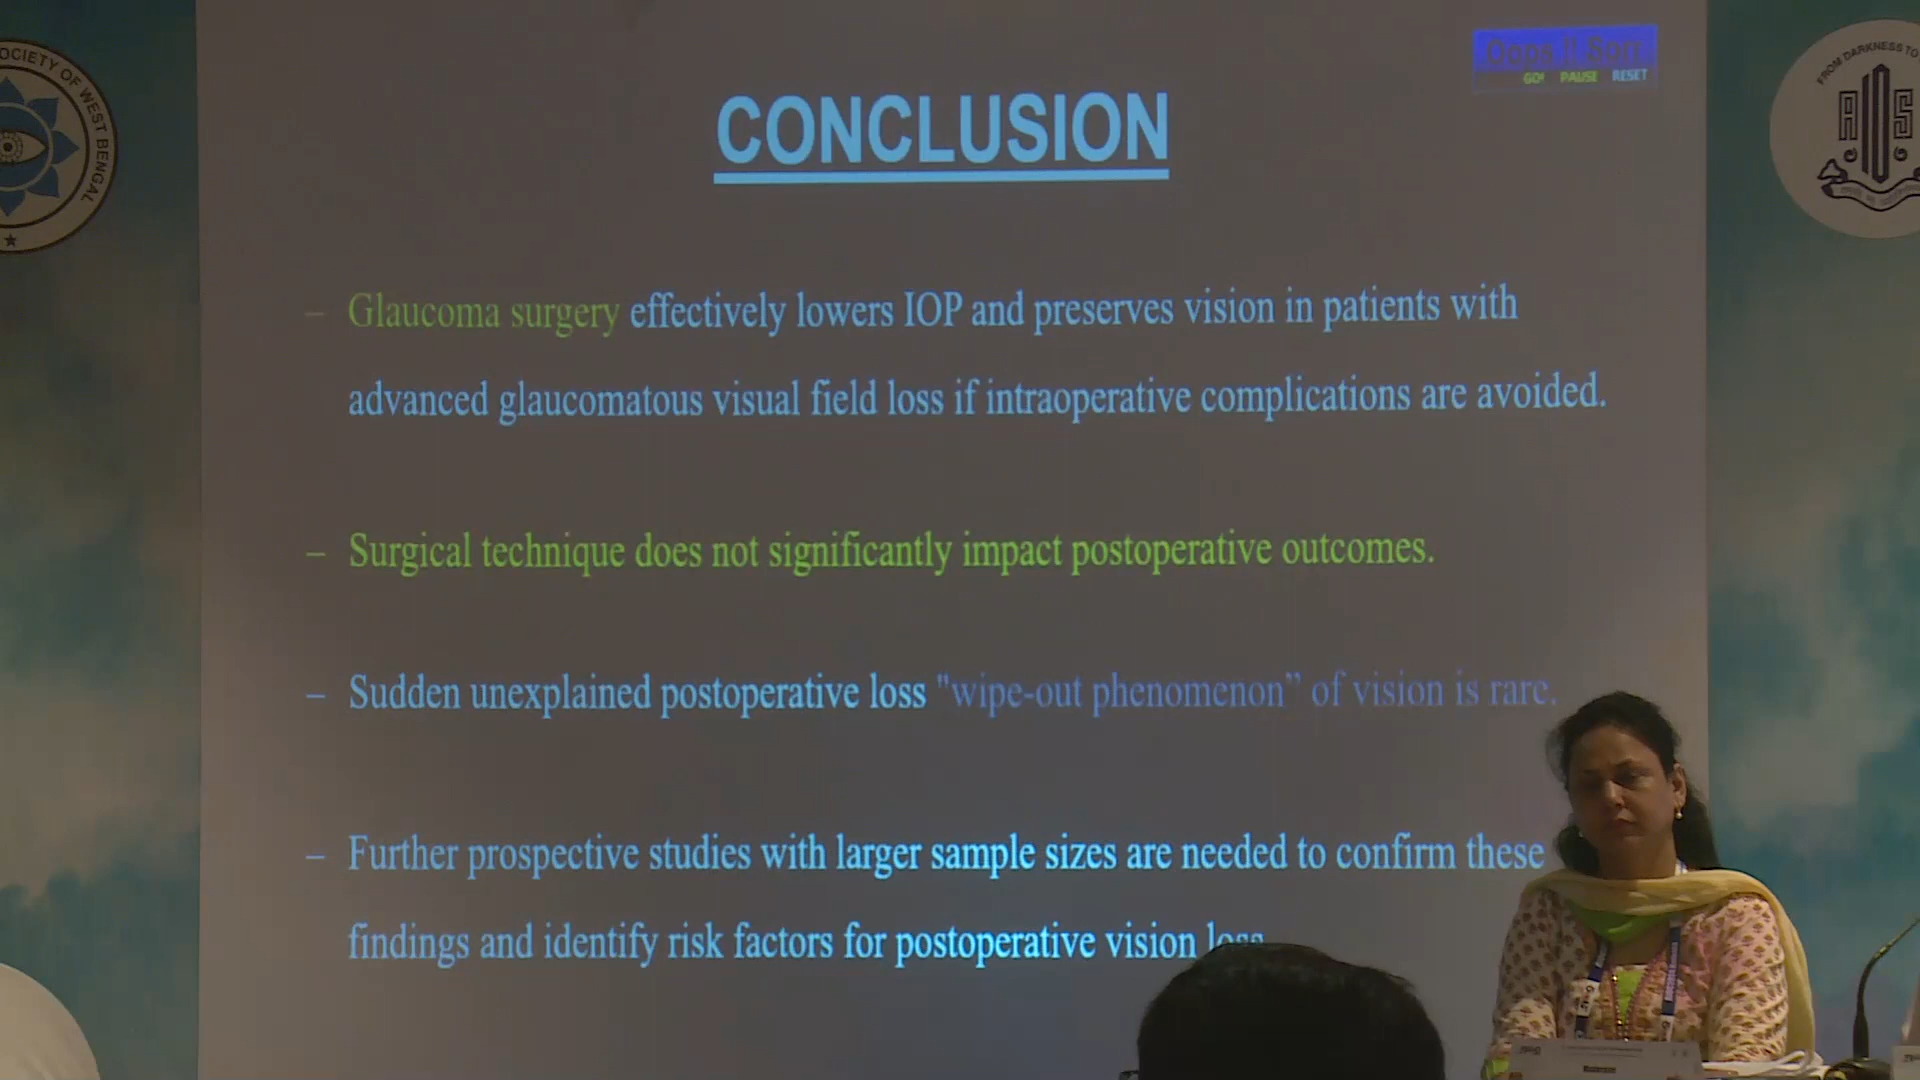 OCIETY OF WEST BENGAL
FROM DARKNESS TO
AIOS
GO! PAUSE RESET
CONCLUSION
– Glaucoma surgery effectively lowers IOP and preserves vision in patients with
advanced glaucomatous visual field loss if intraoperative complications are avoided.
– Surgical technique does not significantly impact postoperative outcomes.
– Sudden unexplained postoperative loss "wipe-out phenomenon” of vision is rare.
– Further prospective studies with larger sample sizes are needed to confirm these
findings and identify risk factors for postoperative vision loss